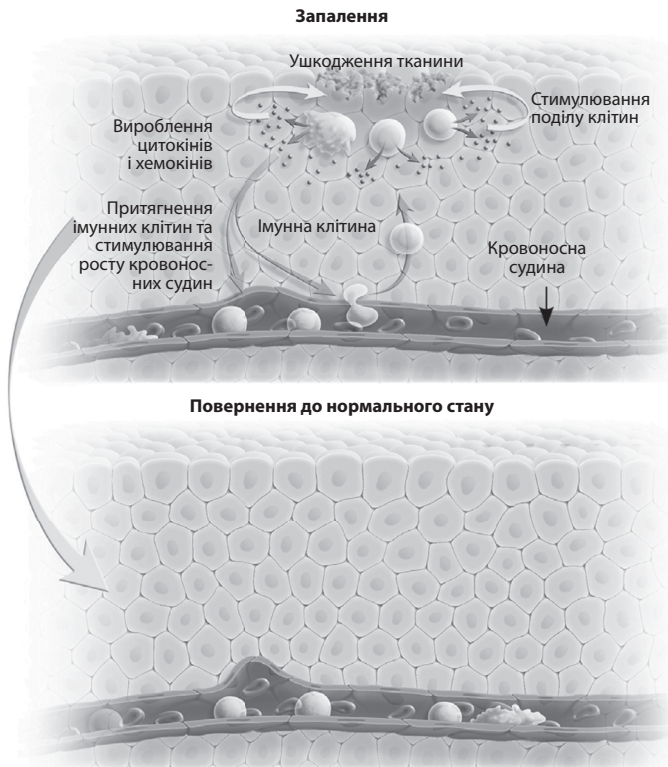 Запалення
Ушкодження тканини
Стимулювання
поділу клітин
Вироблення
цитокінів
і хемокінів
Притягнення
імунних клітин та
стимулювання
росту кровонос-
них судин
Імунна клітина
Кровоносна
судина
Повернення до нормального стану